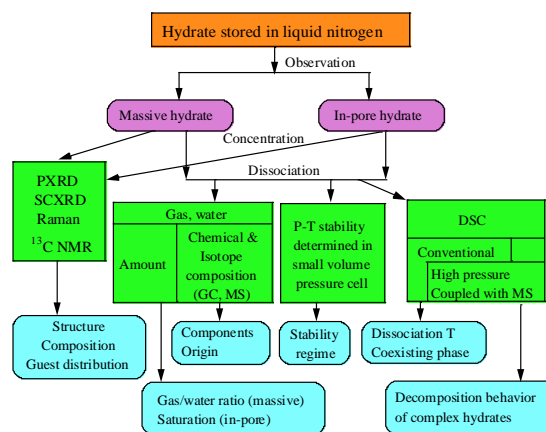 Hydrate stored in liquid nitrogen
Observation
Massive hydrate
In-pore hydrate
Concentration
Dissociation
PXRD
SCXRD
Raman
¹³C NMR
Gas, water
Amount
Chemical &
Isotope
composition
(GC, MS)
P-T stability
determined in
small volume
pressure cell
DSC
Conventional
High pressure
Coupled with MS
Structure
Composition
Guest distribution
Components
Origin
Stability
regime
Dissociation T
Coexisting phase
Gas/water ratio (massive)
Saturation (in-pore)
Decomposition behavior
of complex hydrates